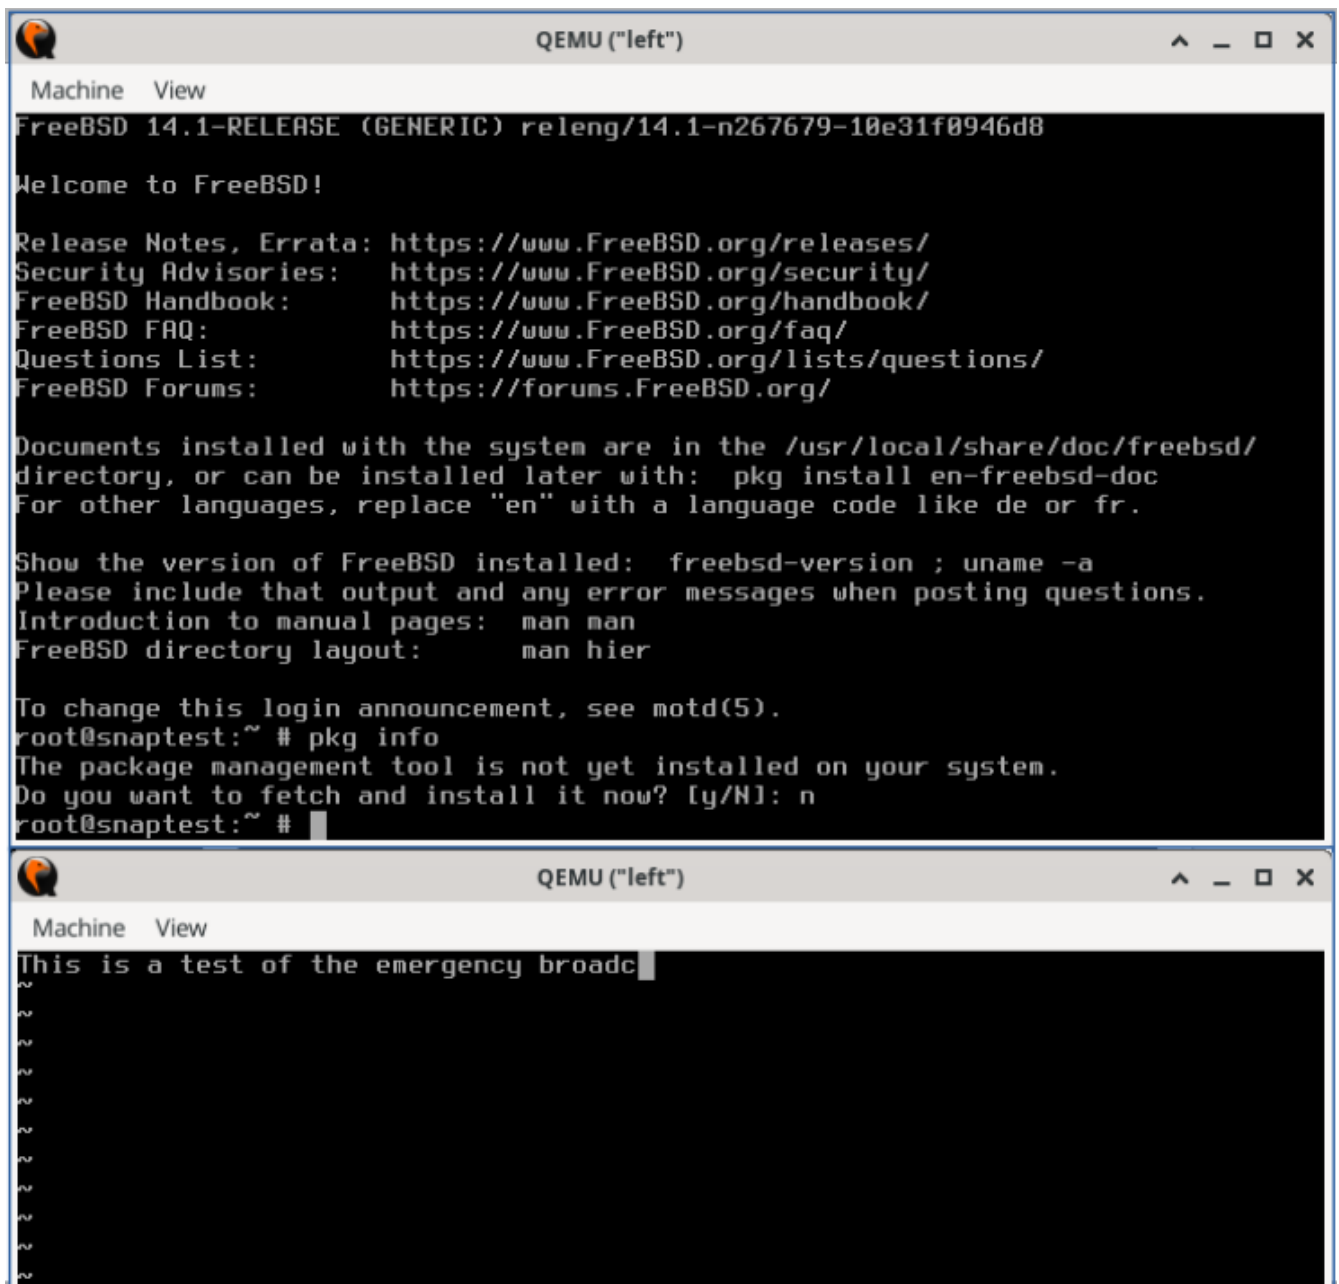 QEMU ("left")
Machine View
FreeBSD 14.1-RELEASE (GENERIC) releng/14.1-n267679-10e31f0946d8
Welcome to FreeBSD!
Release Notes, Errata: https://www.FreeBSD.org/releases/
Security Advisories:   https://www.FreeBSD.org/security/
FreeBSD Handbook:      https://www.FreeBSD.org/handbook/
FreeBSD FAQ:           https://www.FreeBSD.org/faq/
Questions List:        https://www.FreeBSD.org/lists/questions/
FreeBSD Forums:        https://forums.FreeBSD.org/
Documents installed with the system are in the /usr/local/share/doc/freebsd/
directory, or can be installed later with:  pkg install en-freebsd-doc
For other languages, replace "en" with a language code like de or fr.
Show the version of FreeBSD installed:  freebsd-version ; uname -a
Please include that output and any error messages when posting questions.
Introduction to manual pages:  man man
FreeBSD directory layout:      man hier
To change this login announcement, see motd(5).
root@snaptest:~ # pkg info
The package management tool is not yet installed on your system.
Do you want to fetch and install it now? [y/N]: n
root@snaptest:~ #
QEMU ("left")
Machine View
This is a test of the emergency broadc
~
~
~
~
~
~
~
~
~
~
~